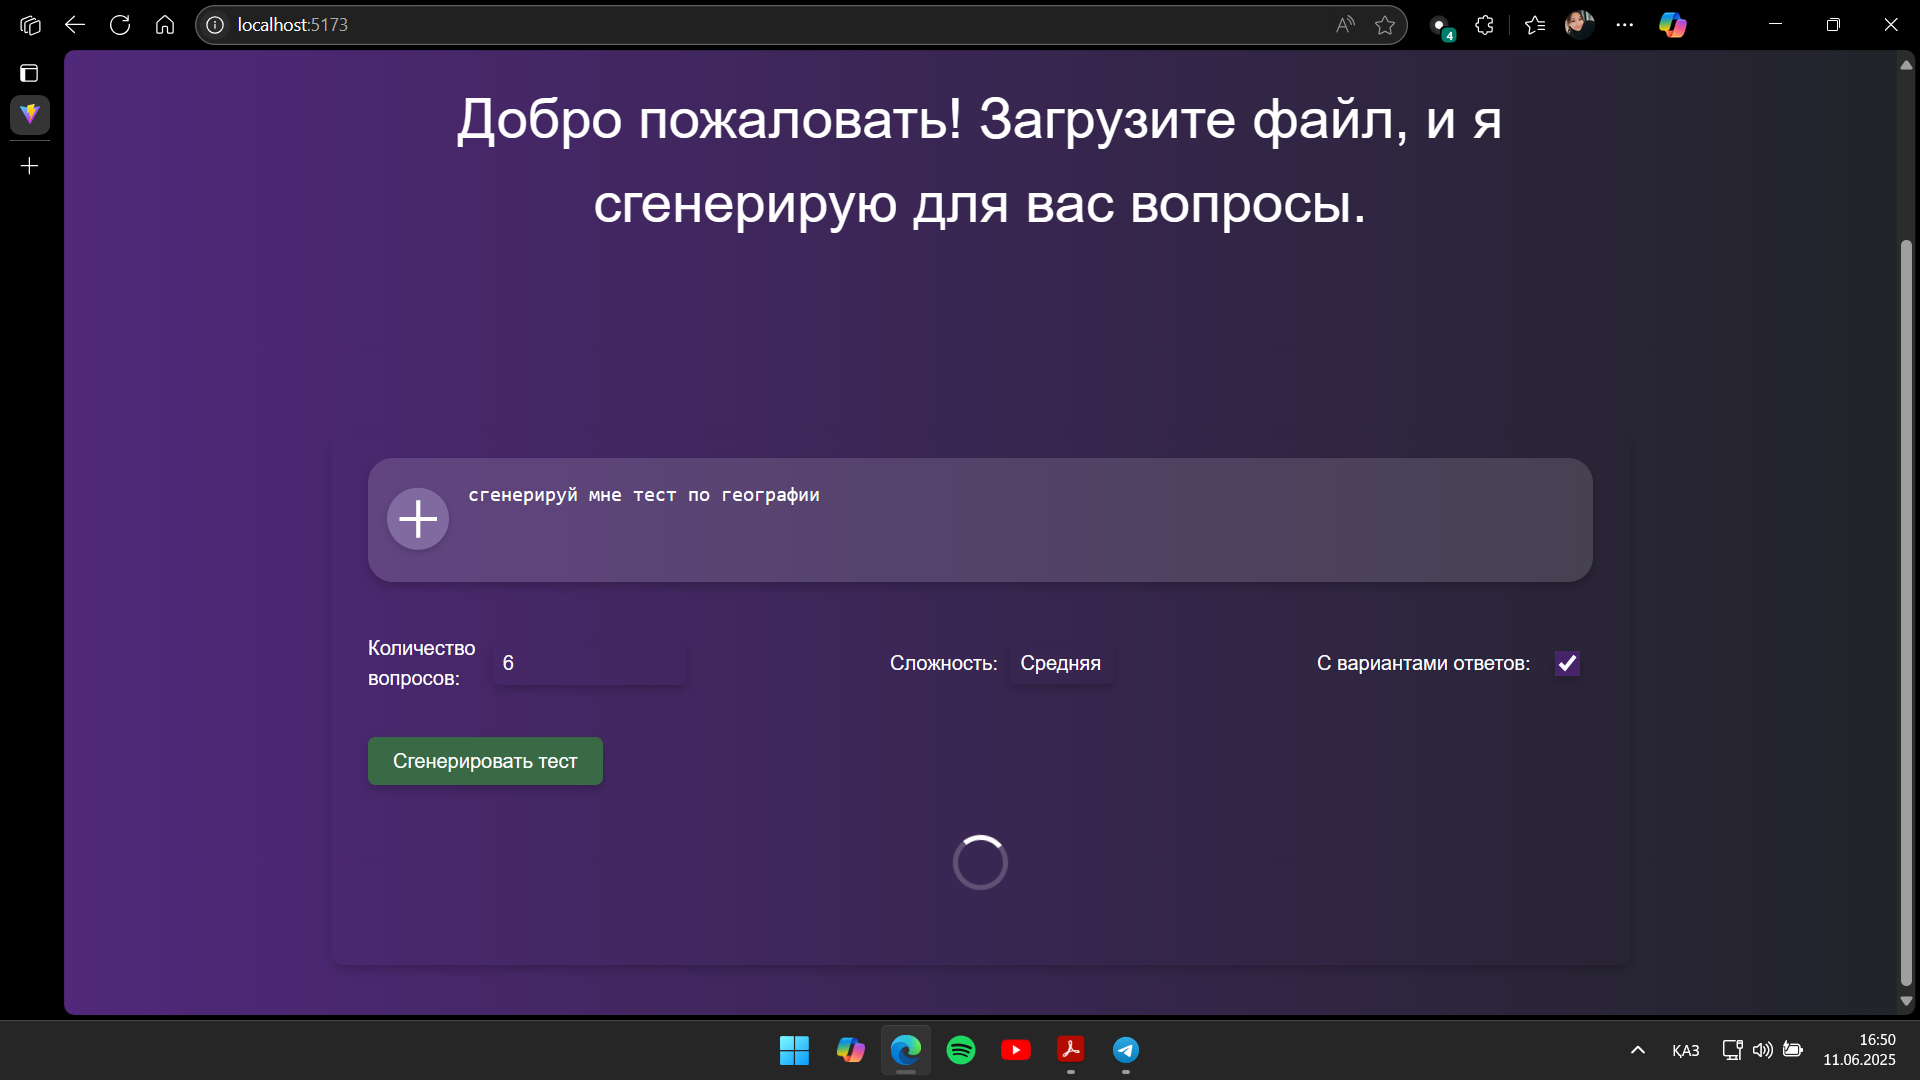 localhost:5173
4
Добро пожаловать! Загрузите файл, и я
сгенерирую для вас вопросы.
сгенерируй мне тест по географии
Количество
вопросов:
6
Сложность:
Средняя
С вариантами ответов:
Сгенерировать тест
ҚАЗ
16:50
11.06.2025